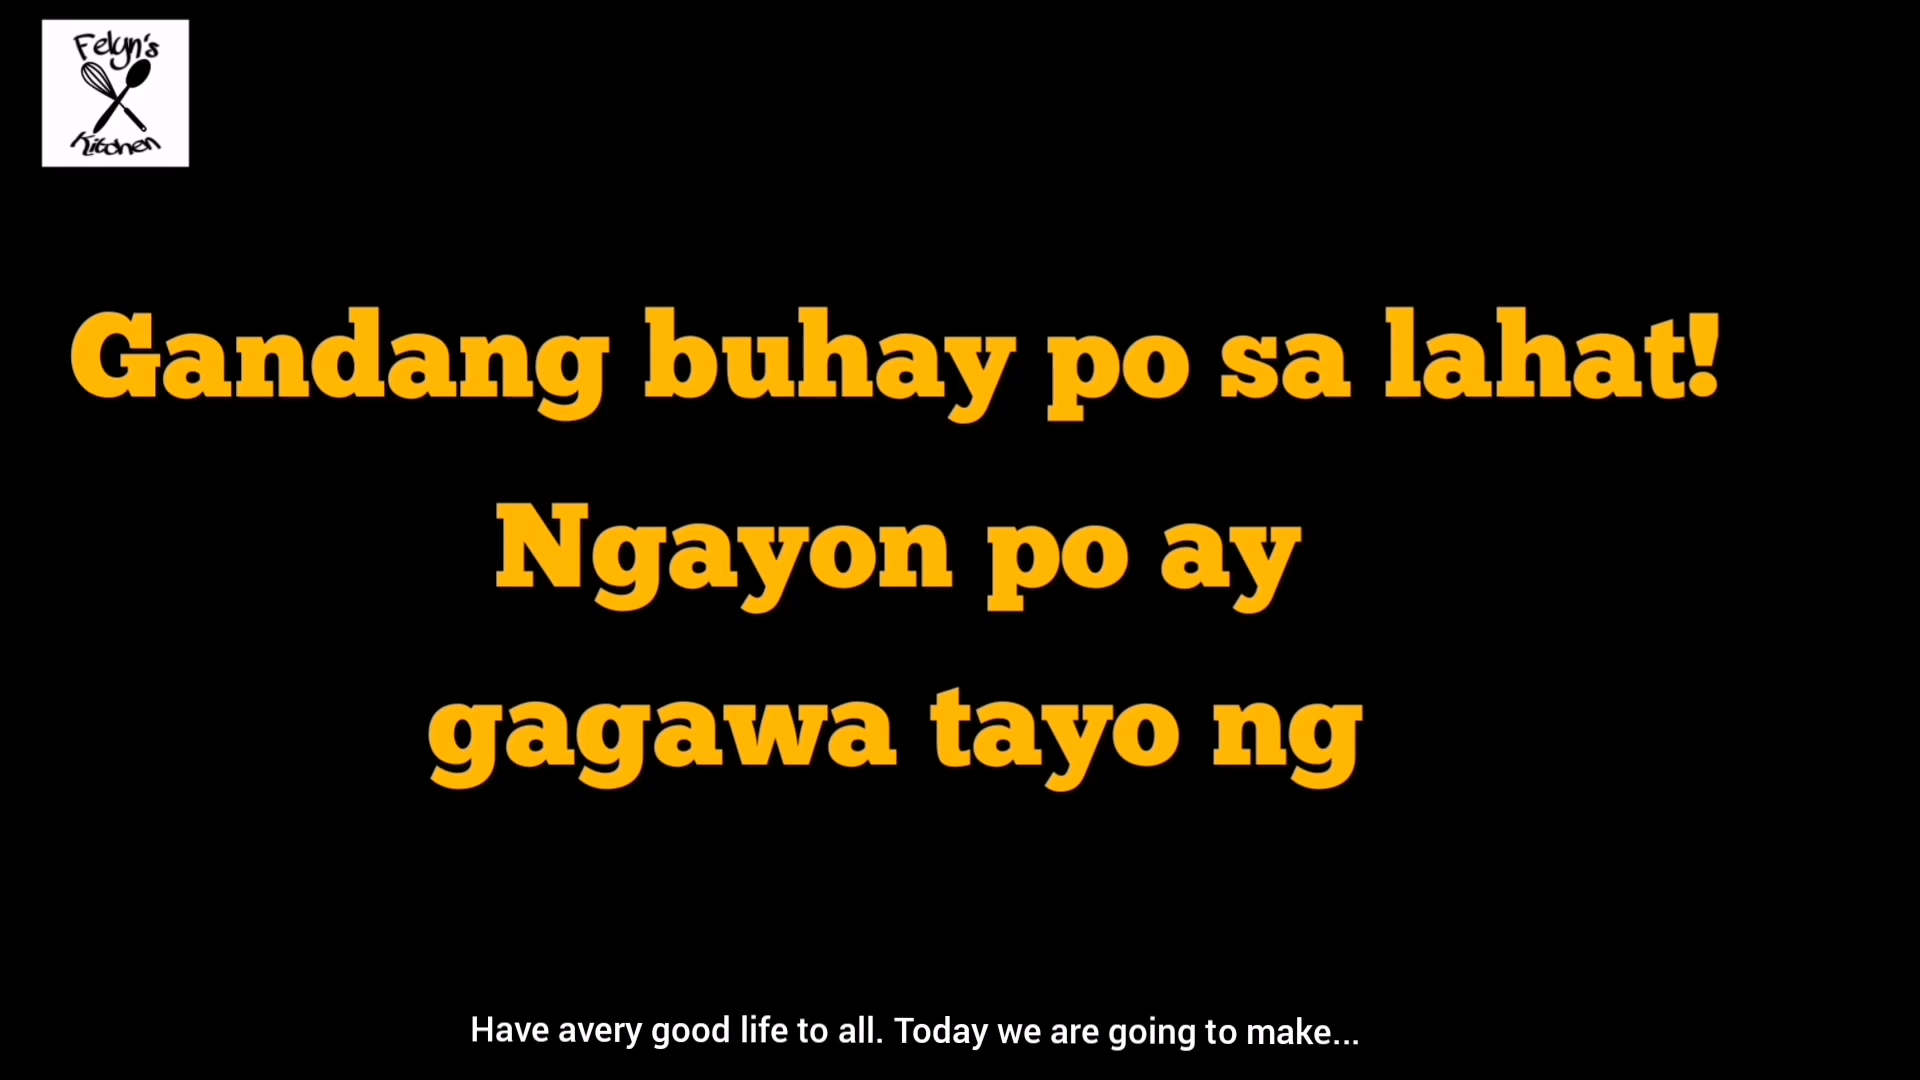 Felyn's
Kitchen
Gandang buhay po sa lahat!
Ngayon po ay
gagawa tayo ng
Have avery good life to all. Today we are going to make...